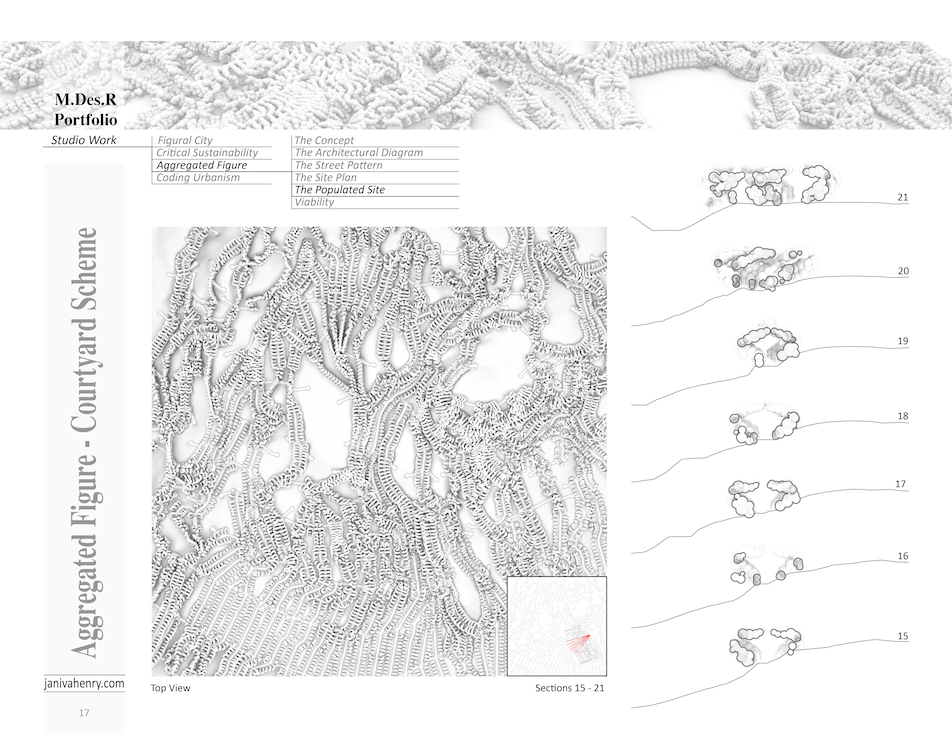 M.Des.R
Portfolio
Studio Work
Figural City
Critical Sustainability
Aggregated Figure
Coding Urbanism
The Concept
The Architectural Diagram
The Street Pattern
The Site Plan
The Populated Site
Viability
Aggregated Figure - Courtyard Scheme
janivahenry.com
17
Top View
Sections 15 - 21
21
20
19
18
17
16
15